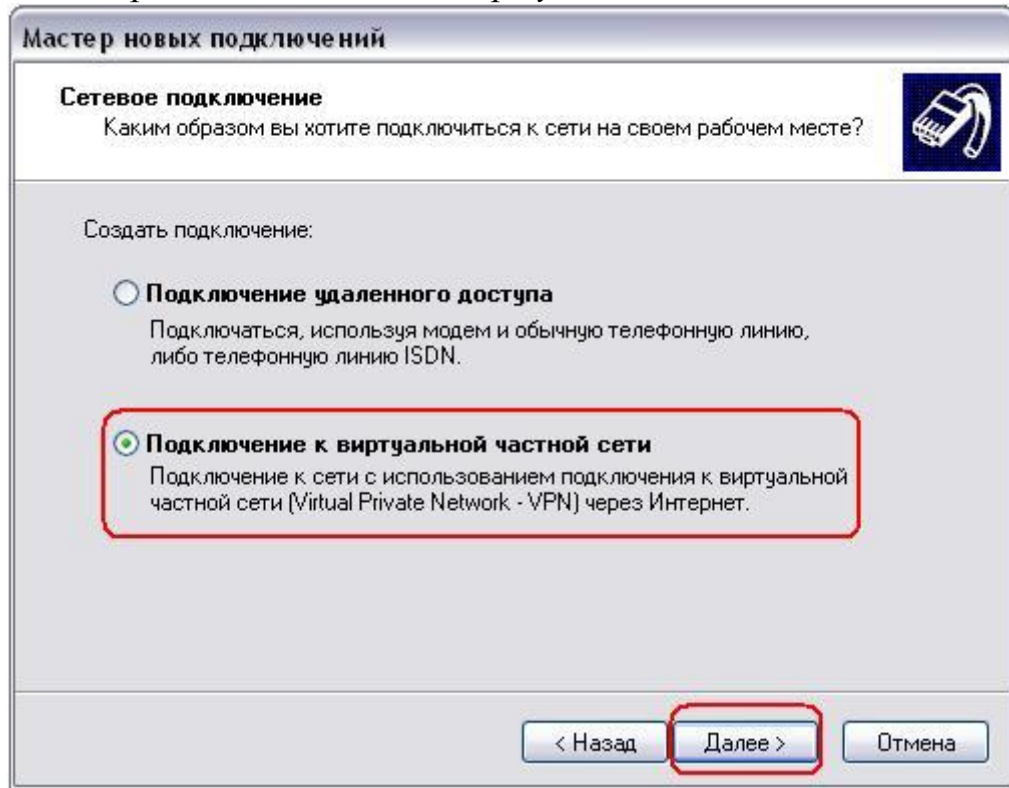 Мастер новых подключений
Сетевое подключение
Каким образом вы хотите подключиться к сети на своем рабочем месте?
Создать подключение:
Подключение удаленного доступа
Подключаться, используя модем и обычную телефонную линию,
либо телефонную линию ISDN.
Подключение к виртуальной частной сети
Подключение к сети с использованием подключения к виртуальной
частной сети (Virtual Private Network - VPN) через Интернет.
< Назад
Далее >
Отмена